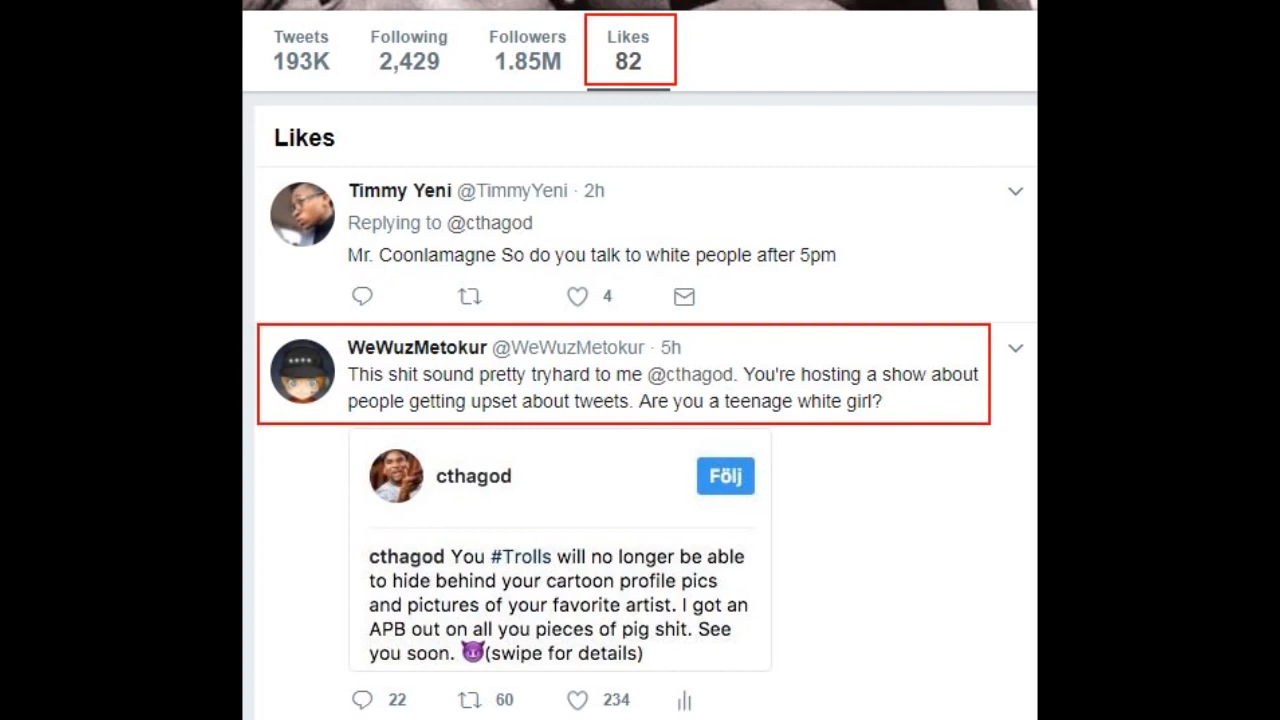 Tweets Following Followers Likes
193K 2,429 1.85M 82
Likes
Timmy Yeni @TimmyYeni · 2h
Replying to @cthagod
Mr. Coonlamagne So do you talk to white people after 5pm
4
WeWuzMetokur @WeWuzMetokur · 5h
This shit sound pretty tryhard to me @cthagod. You're hosting a show about
people getting upset about tweets. Are you a teenage white girl?
cthagod Följ
cthagod You #Trolls will no longer be able
to hide behind your cartoon profile pics
and pictures of your favorite artist. I got an
APB out on all you pieces of pig shit. See
you soon. 😈(swipe for details)
22 60 234